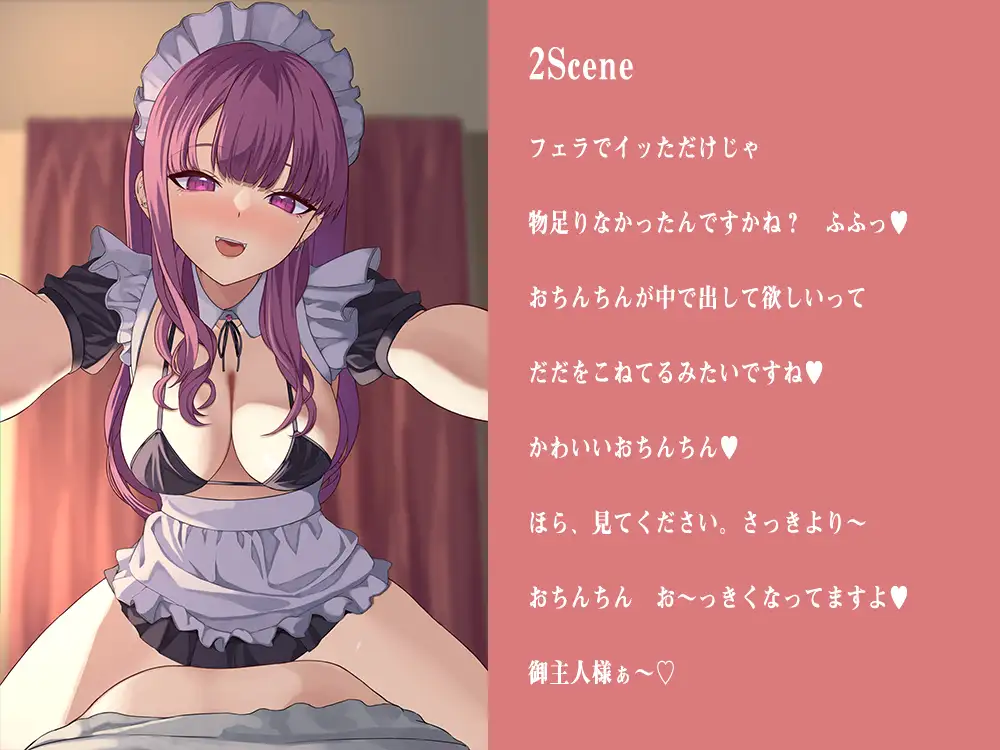 2Scene
フェラでイッただけじゃ
物足りなかったんですかね？　ふふっ♥
おちんちんが中で出して欲しいって
だだをこねてるみたいですね♥
かわいいおちんちん♥
ほら、見てください。さっきより～
おちんちん　お～っきくなってますよ♥
御主人様ぁ～♡